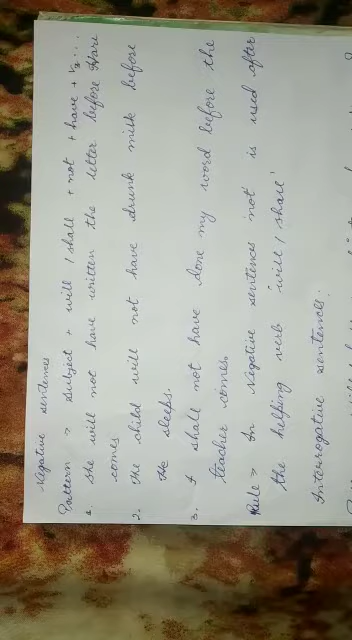 Negative sentences
Pattern > subject + will / shall + not + have + v3 ...
1. She will not have written the letter before Hari
comes
2. The child will not have drunk milk before
He sleeps.
3. I shall not have done my word before the
teacher comes.
Rule > In negative sentences 'not' is used after
the helping verb 'will / shall'
Interrogative sentences: